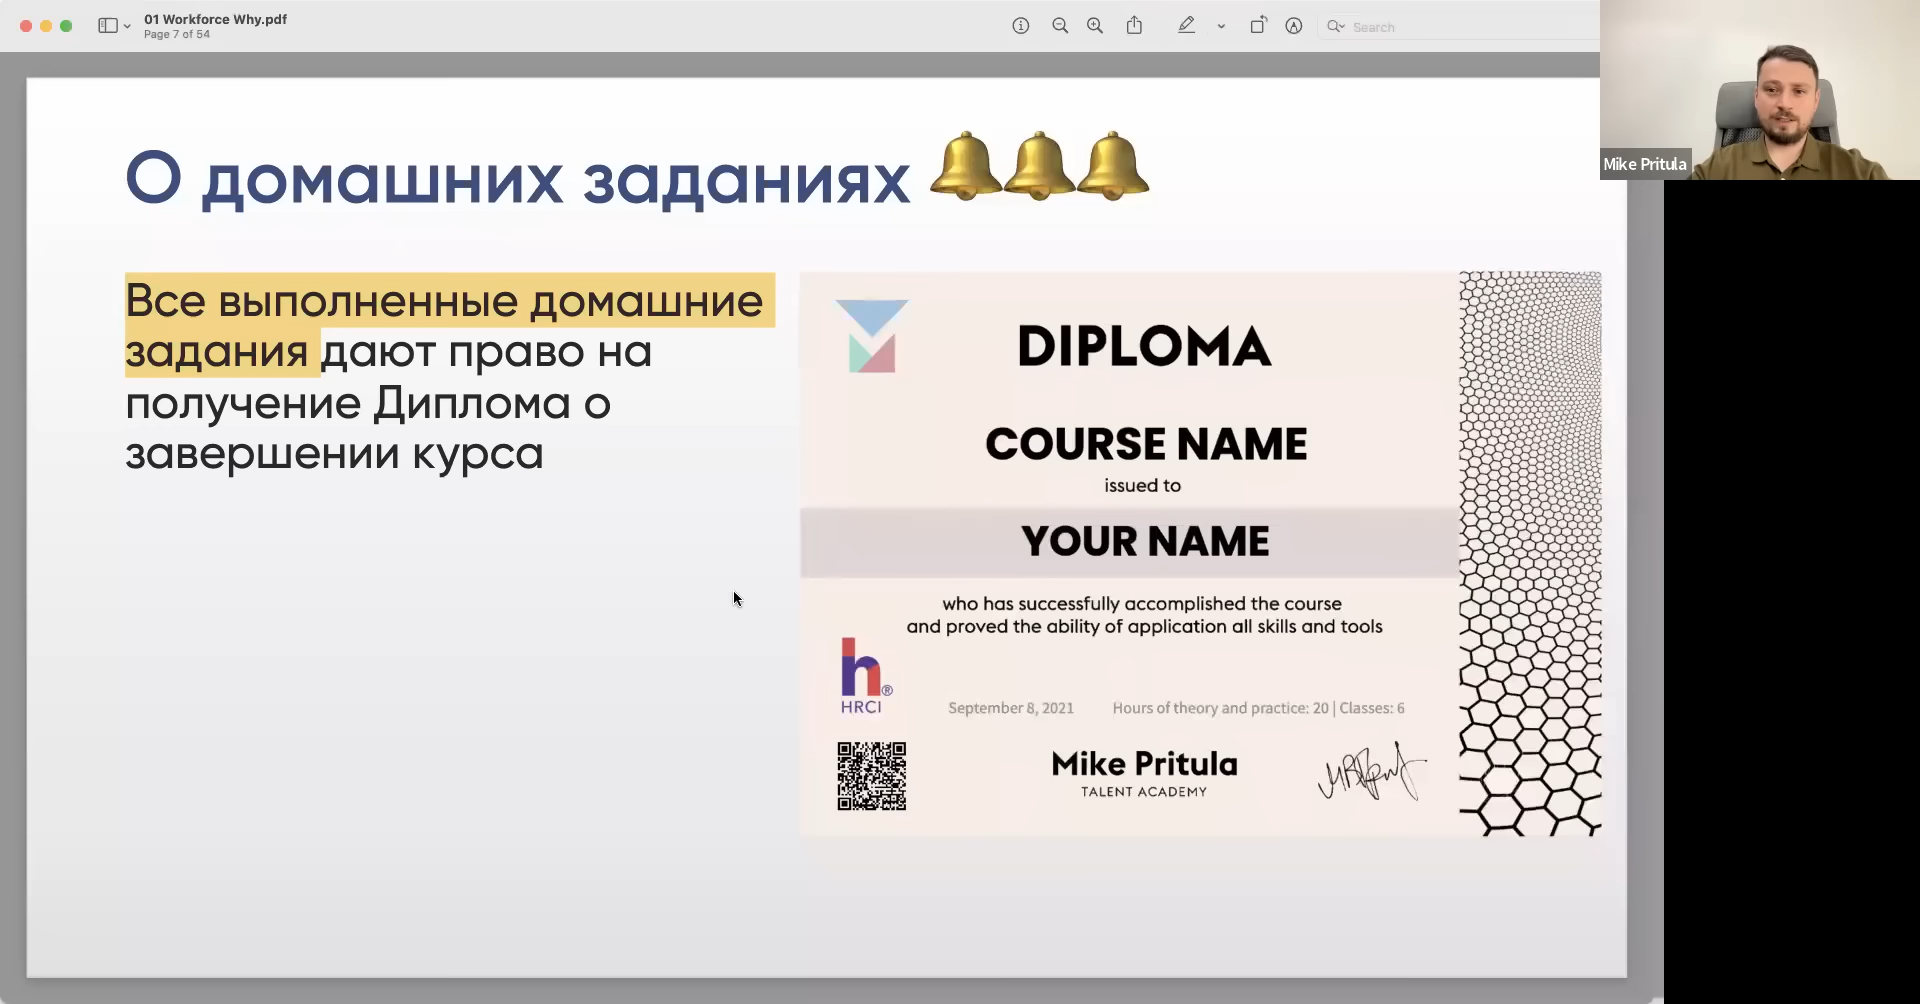 01 Workforce Why.pdf
Page 7 of 54
Search
Mike Pritula
О домашних заданиях
Все выполненные домашние
задания дают право на
получение Диплома о
завершении курса
DIPLOMA
COURSE NAME
issued to
YOUR NAME
who has successfully accomplished the course
and proved the ability of application all skills and tools
h®
HRCI
September 8, 2021
Hours of theory and practice: 20 | Classes: 6
Mike Pritula
TALENT ACADEMY